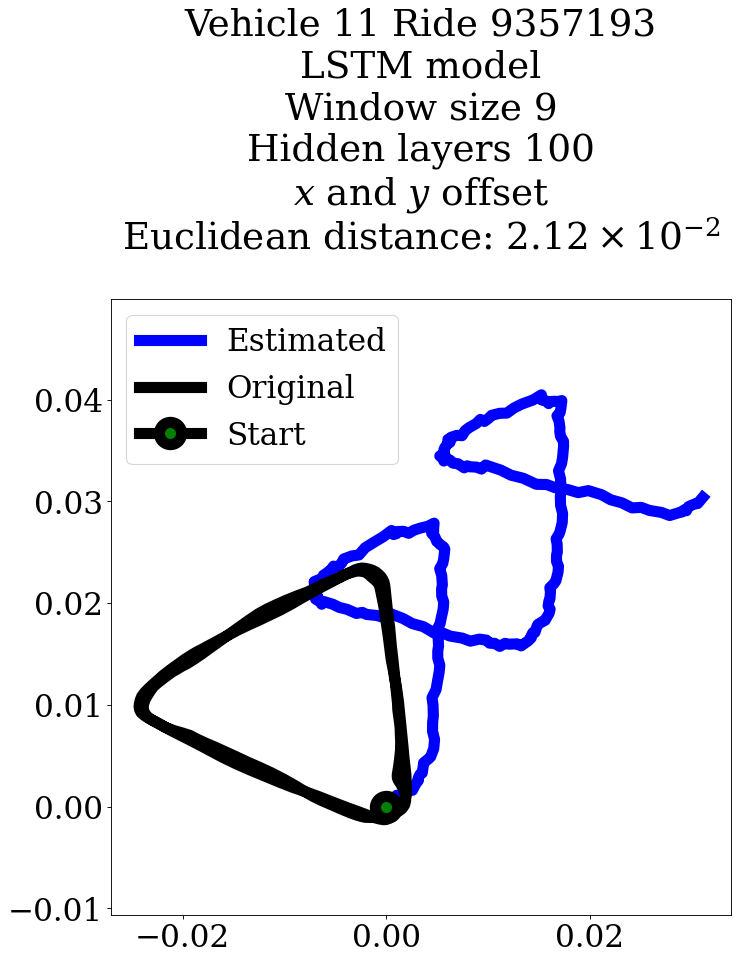 Vehicle 11 Ride 9357193
LSTM model
Window size 9
Hidden layers 100
x and y offset
Euclidean distance: 2.12 × 10⁻²
Estimated
Original
Start
0.04
0.03
0.02
0.01
0.00
−0.01
−0.02
0.00
0.02